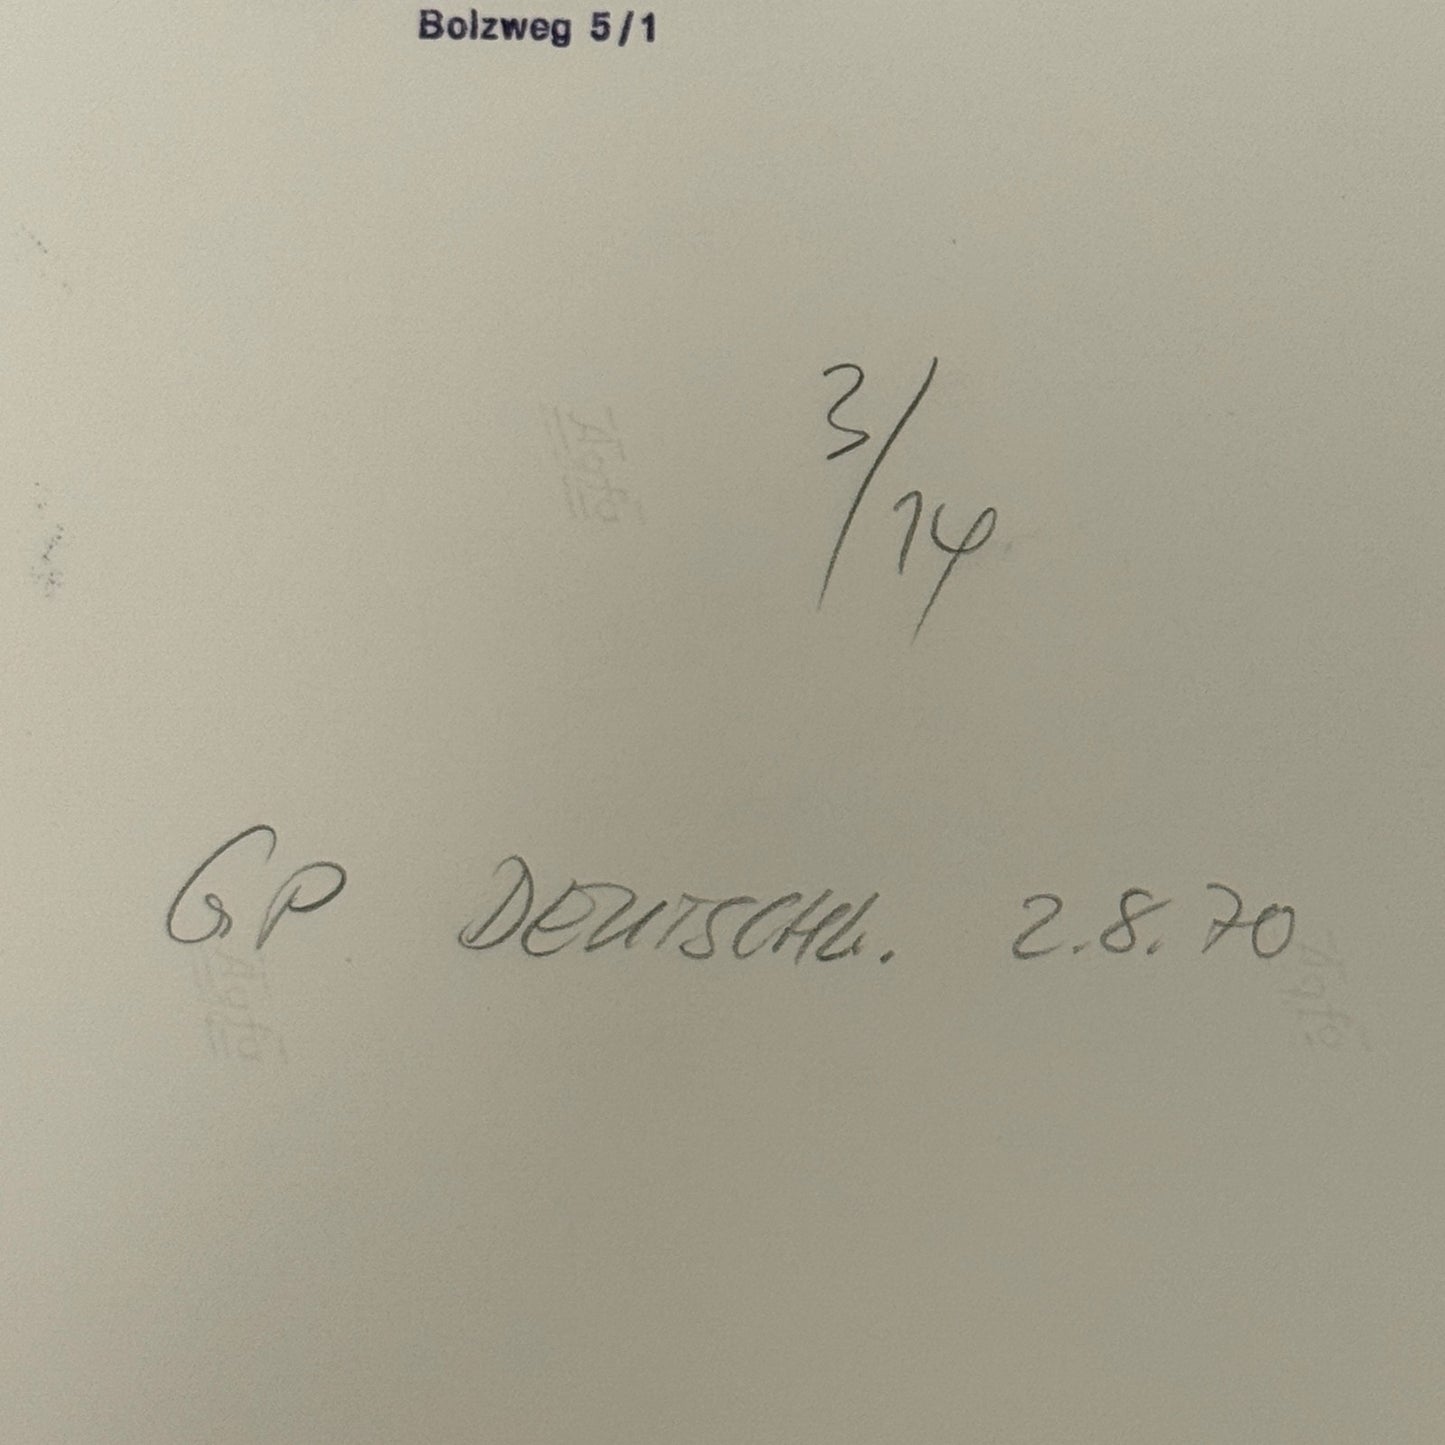 Bolzweg 5/1
3/14
GP DEUTSCHL. 2.8.70